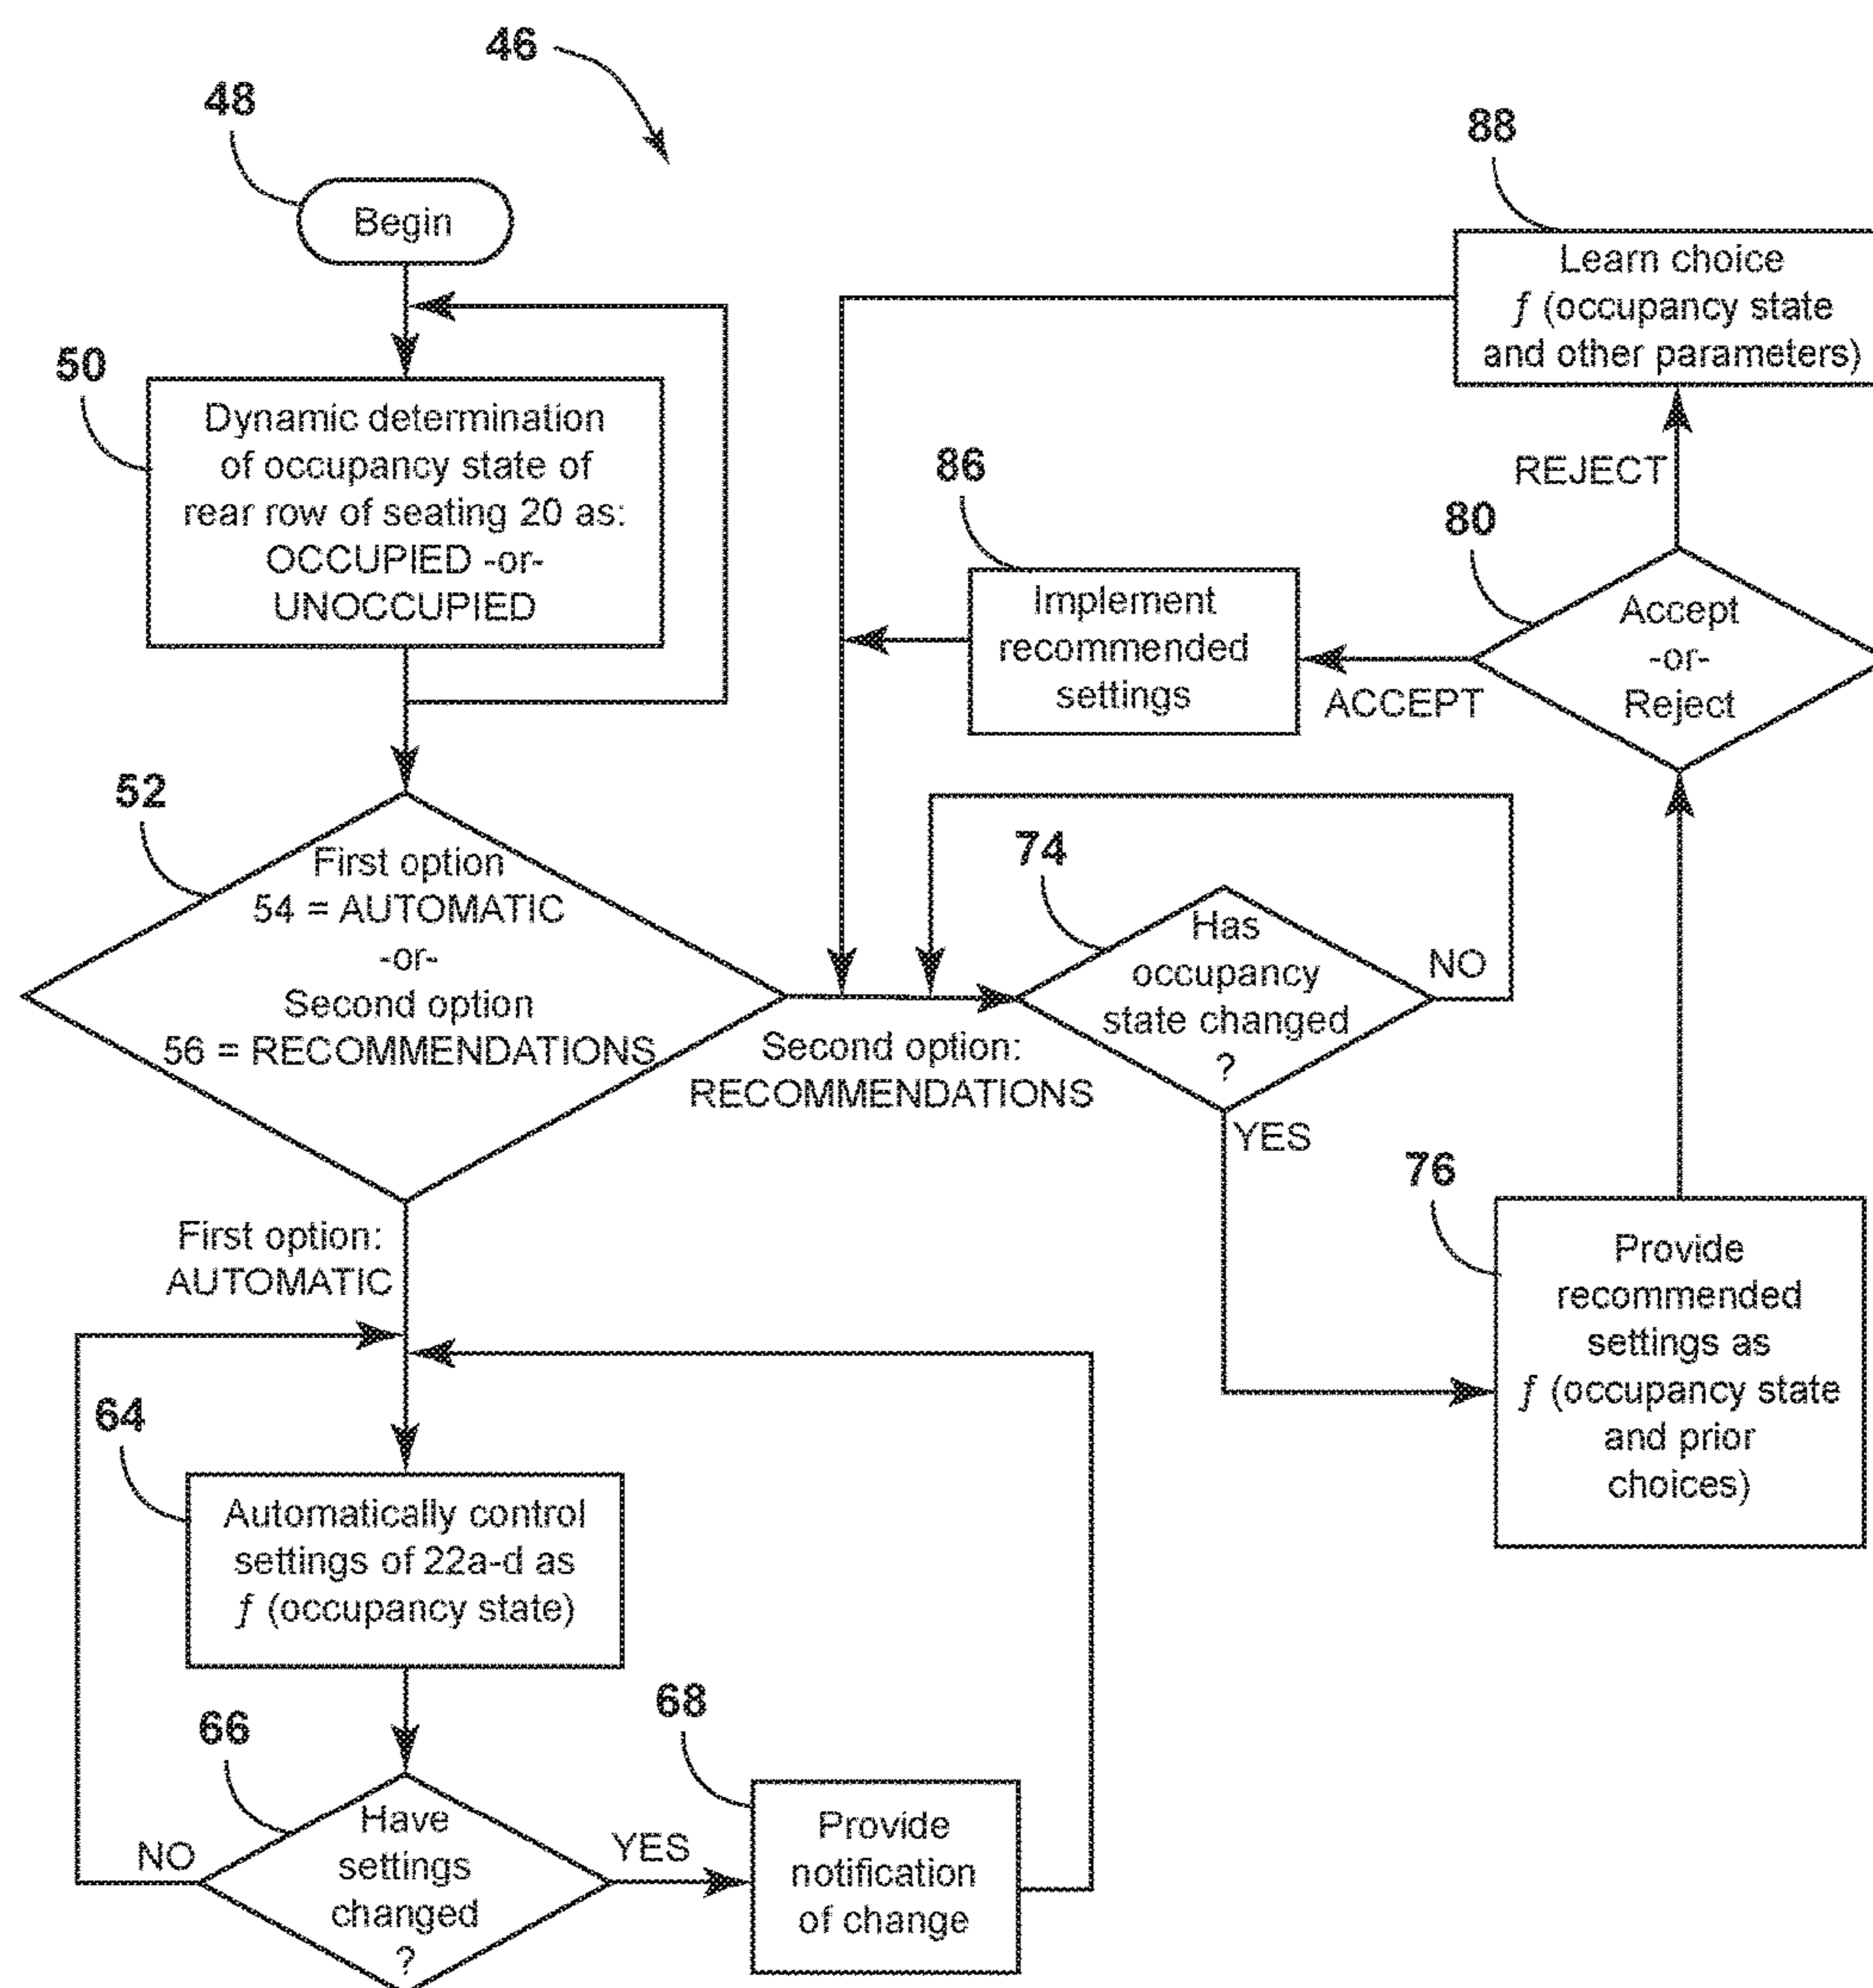 46
48
Begin
50
Dynamic determination
of occupancy state of
rear row of seating 20 as:
OCCUPIED -or-
UNOCCUPIED
52
First option
54 = AUTOMATIC
-or-
Second option
56 = RECOMMENDATIONS
First option:
AUTOMATIC
64
Automatically control
settings of 22a-d as
ƒ (occupancy state)
66
Have
settings
changed
?
NO
YES
68
Provide
notification
of change
Second option:
RECOMMENDATIONS
74
Has
occupancy
state changed
?
NO
YES
76
Provide
recommended
settings as
ƒ (occupancy state
and prior
choices)
80
Accept
-or-
Reject
ACCEPT
REJECT
86
Implement
recommended
settings
88
Learn choice
ƒ (occupancy state
and other parameters)